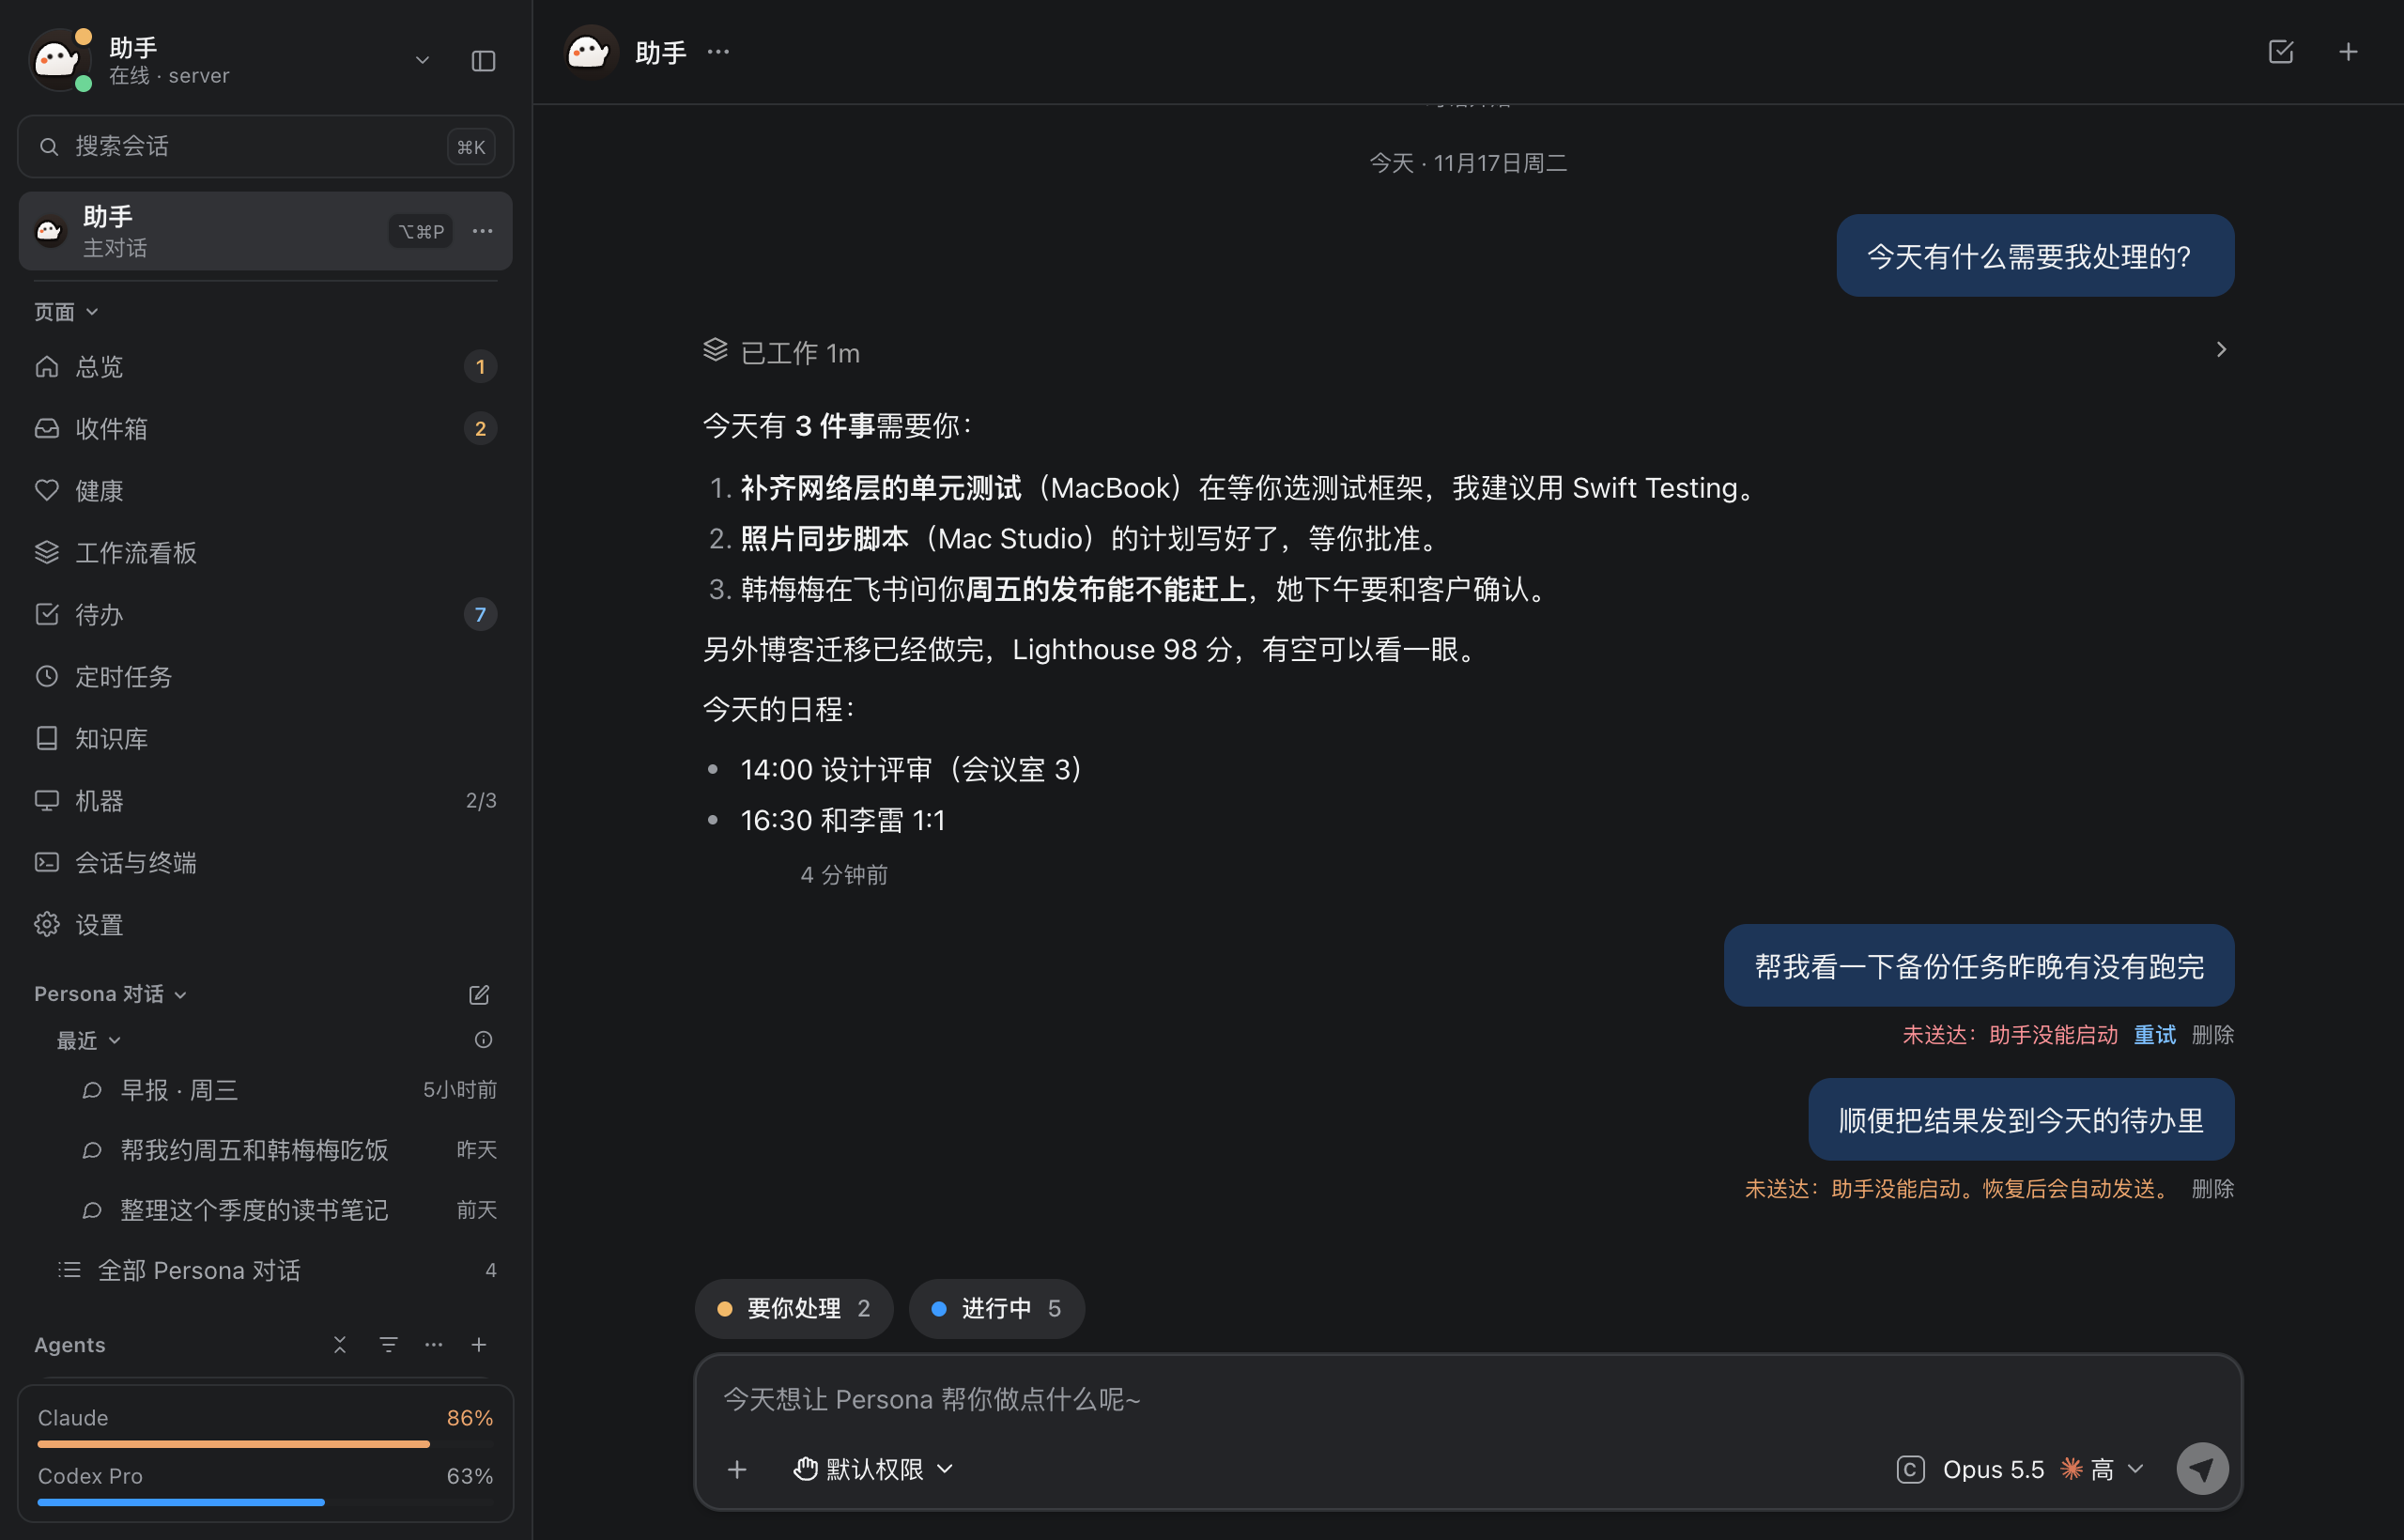 助手
在线 · server
搜索会话
⌘K
助手
主对话
⌥⌘P
页面
总览
1
收件箱
2
健康
工作流看板
待办
7
定时任务
知识库
机器
2/3
会话与终端
设置
Persona 对话
最近
早报 · 周三
5小时前
帮我约周五和韩梅梅吃饭
昨天
整理这个季度的读书笔记
前天
全部 Persona 对话
4
Agents
Claude
86%
Codex Pro
63%
助手
今天 · 11月17日周二
今天有什么需要我处理的?
已工作 1m
今天有 3 件事需要你：
1. 补齐网络层的单元测试（MacBook）在等你选测试框架，我建议用 Swift Testing。
2. 照片同步脚本（Mac Studio）的计划写好了，等你批准。
3. 韩梅梅在飞书问你周五的发布能不能赶上，她下午要和客户确认。
另外博客迁移已经做完，Lighthouse 98 分，有空可以看一眼。
今天的日程：
• 14:00 设计评审（会议室 3）
• 16:30 和李雷 1:1
4 分钟前
帮我看一下备份任务昨晚有没有跑完
未送达：助手没能启动 重试 删除
顺便把结果发到今天的待办里
未送达：助手没能启动。恢复后会自动发送。 删除
要你处理 2
进行中 5
今天想让 Persona 帮你做点什么呢~
默认权限
C Opus 5.5 高